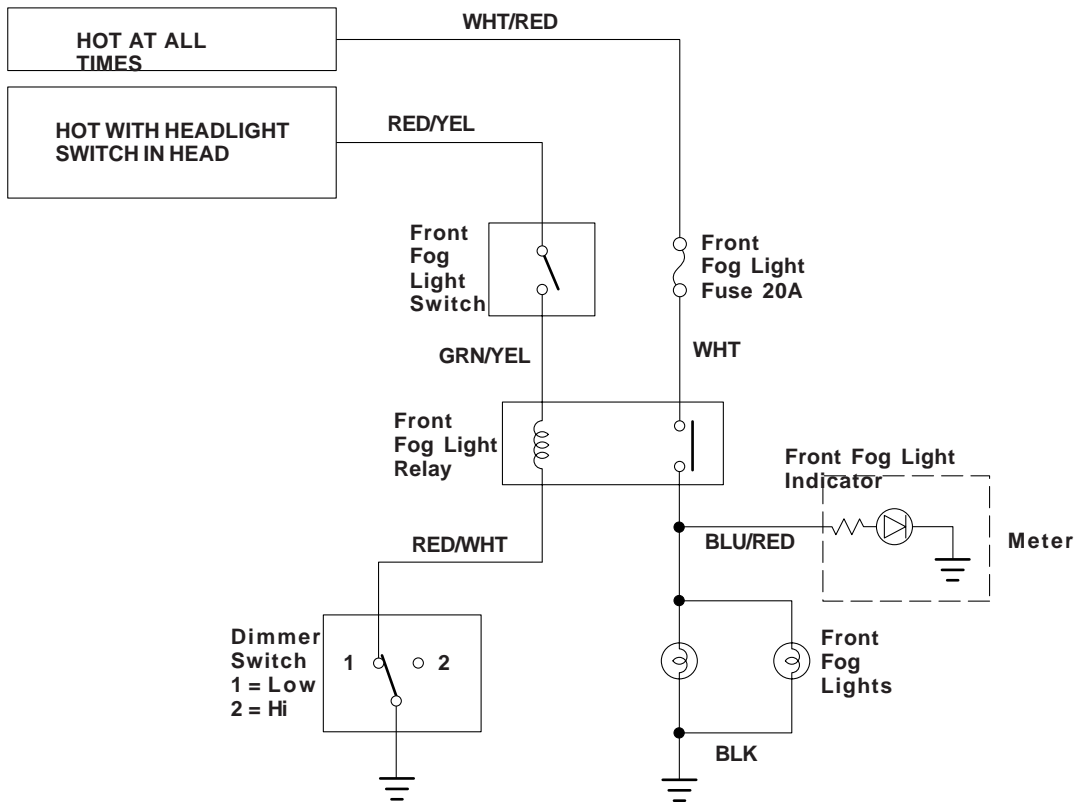 WHT/RED
HOT AT ALL
TIMES
HOT WITH HEADLIGHT
SWITCH IN HEAD
RED/YEL
Front
Fog
Light
Switch
Front
Fog Light
Fuse 20A
GRN/YEL
WHT
Front
Fog Light
Relay
Front Fog Light
Indicator
RED/WHT
BLU/RED
Meter
Dimmer
Switch
1 = Low
2 = Hi
1
2
Front
Fog
Lights
BLK